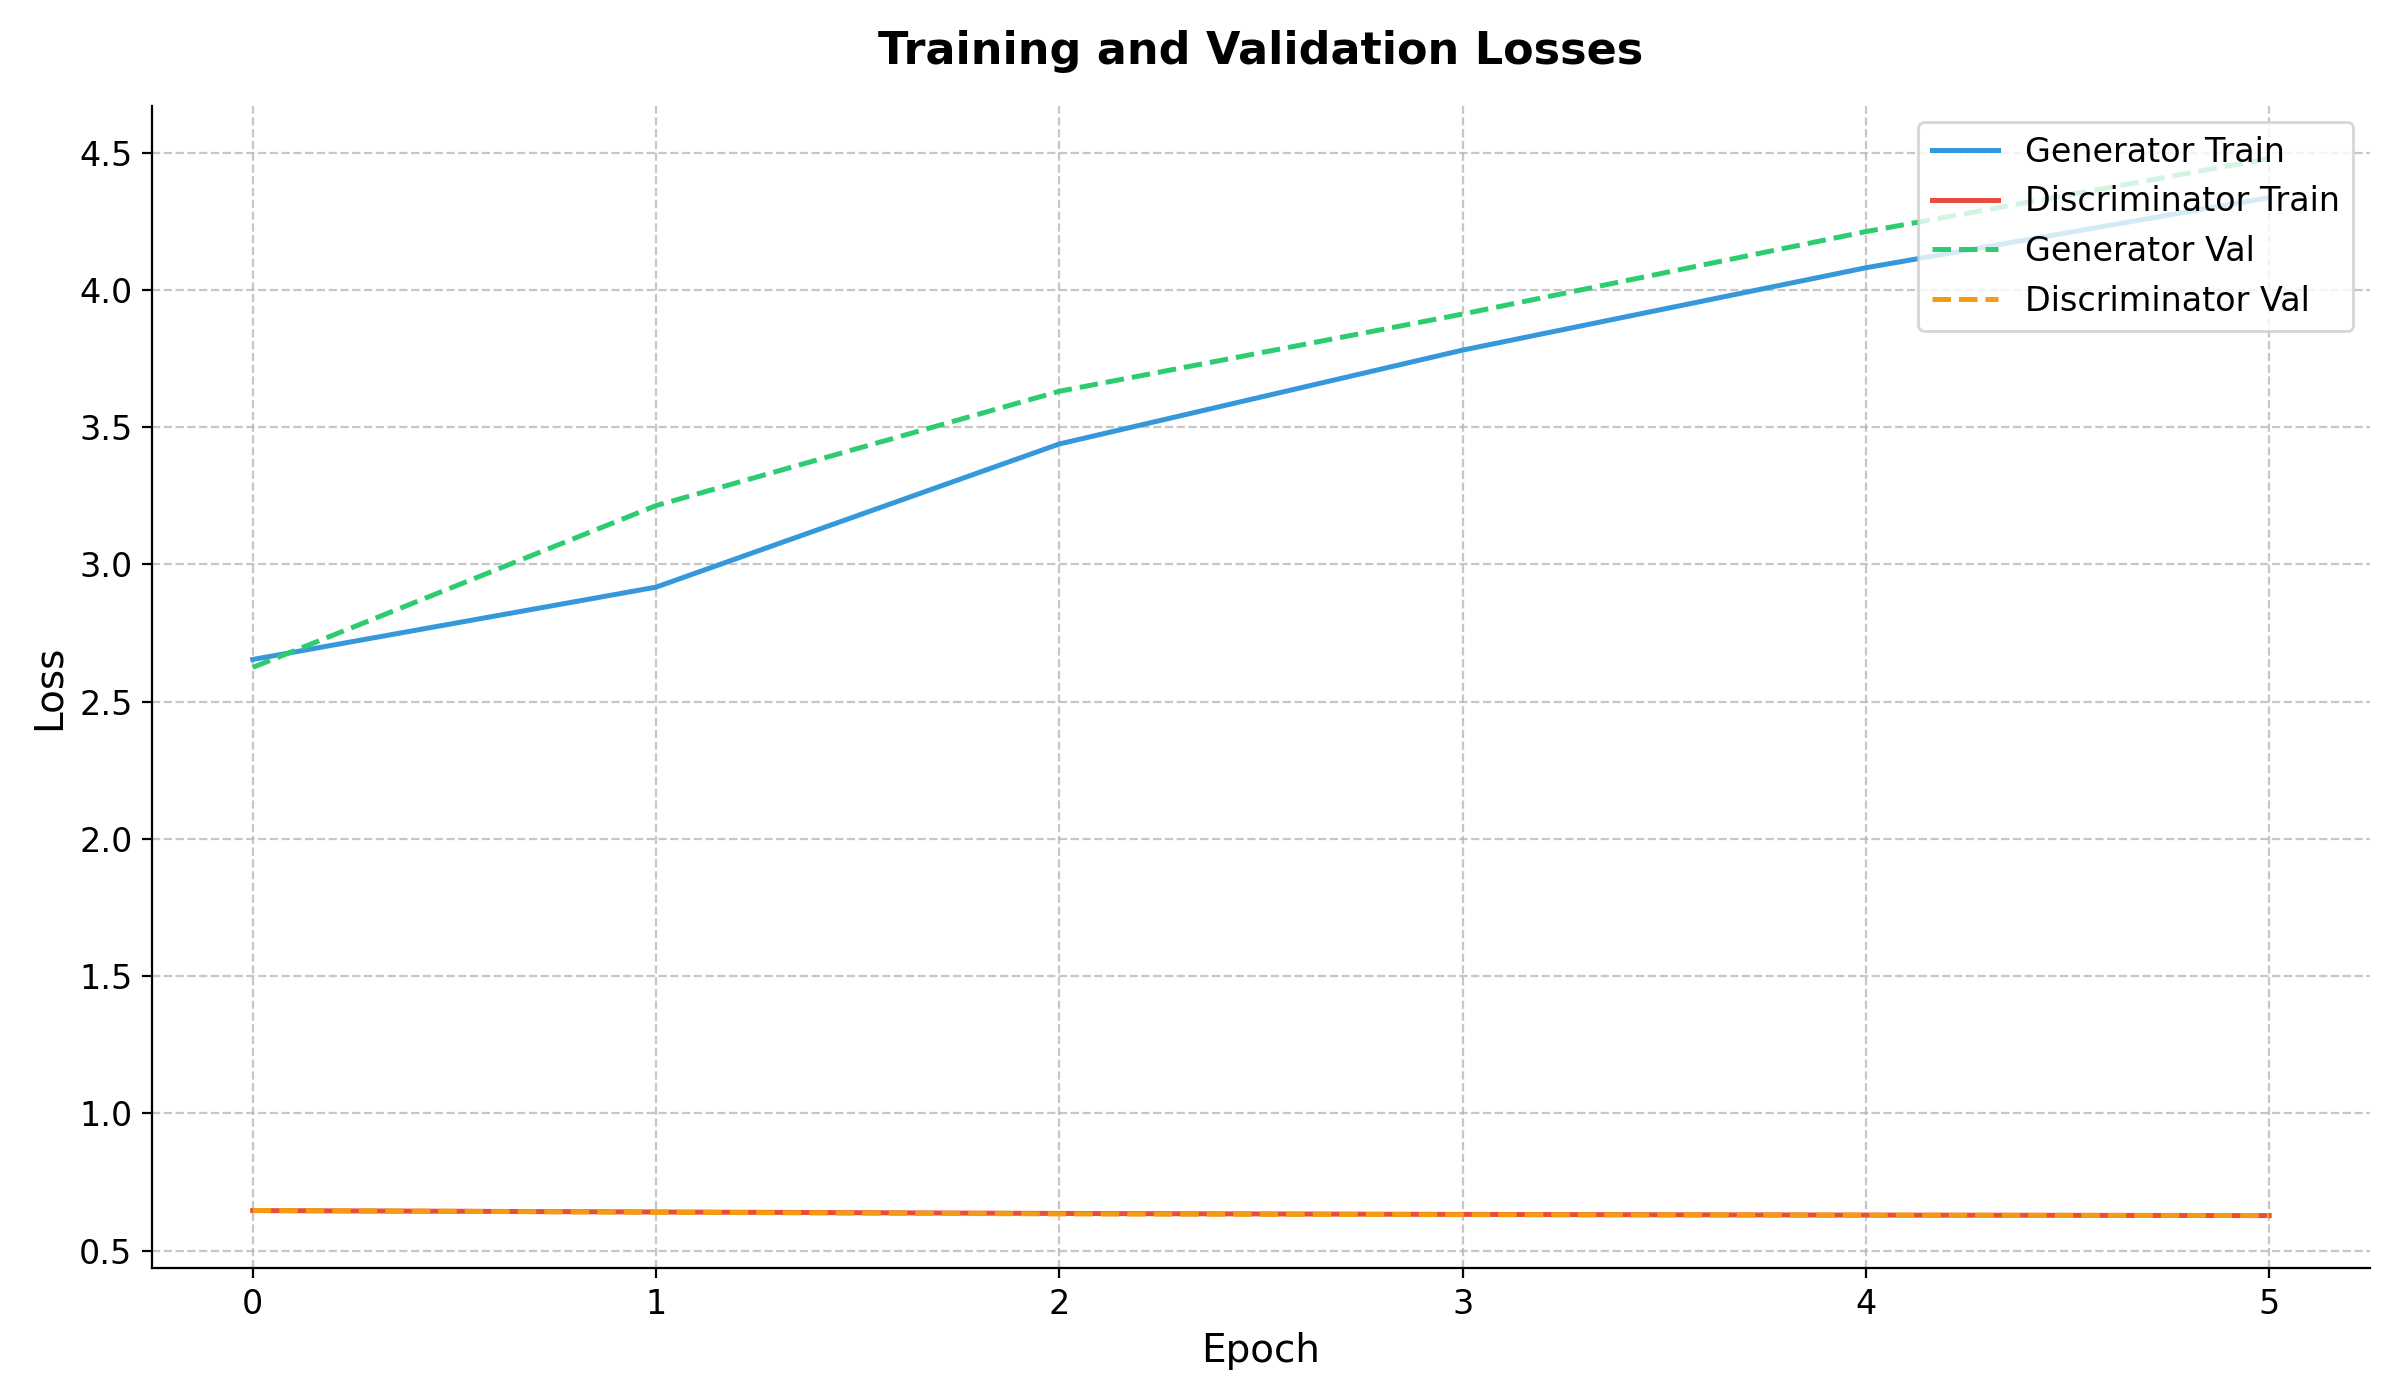 Training and Validation Losses
4.5
4.0
3.5
3.0
2.5
2.0
1.5
1.0
0.5
Loss
Generator Train
Discriminator Train
Generator Val
Discriminator Val
0 1 2 3 4 5
Epoch